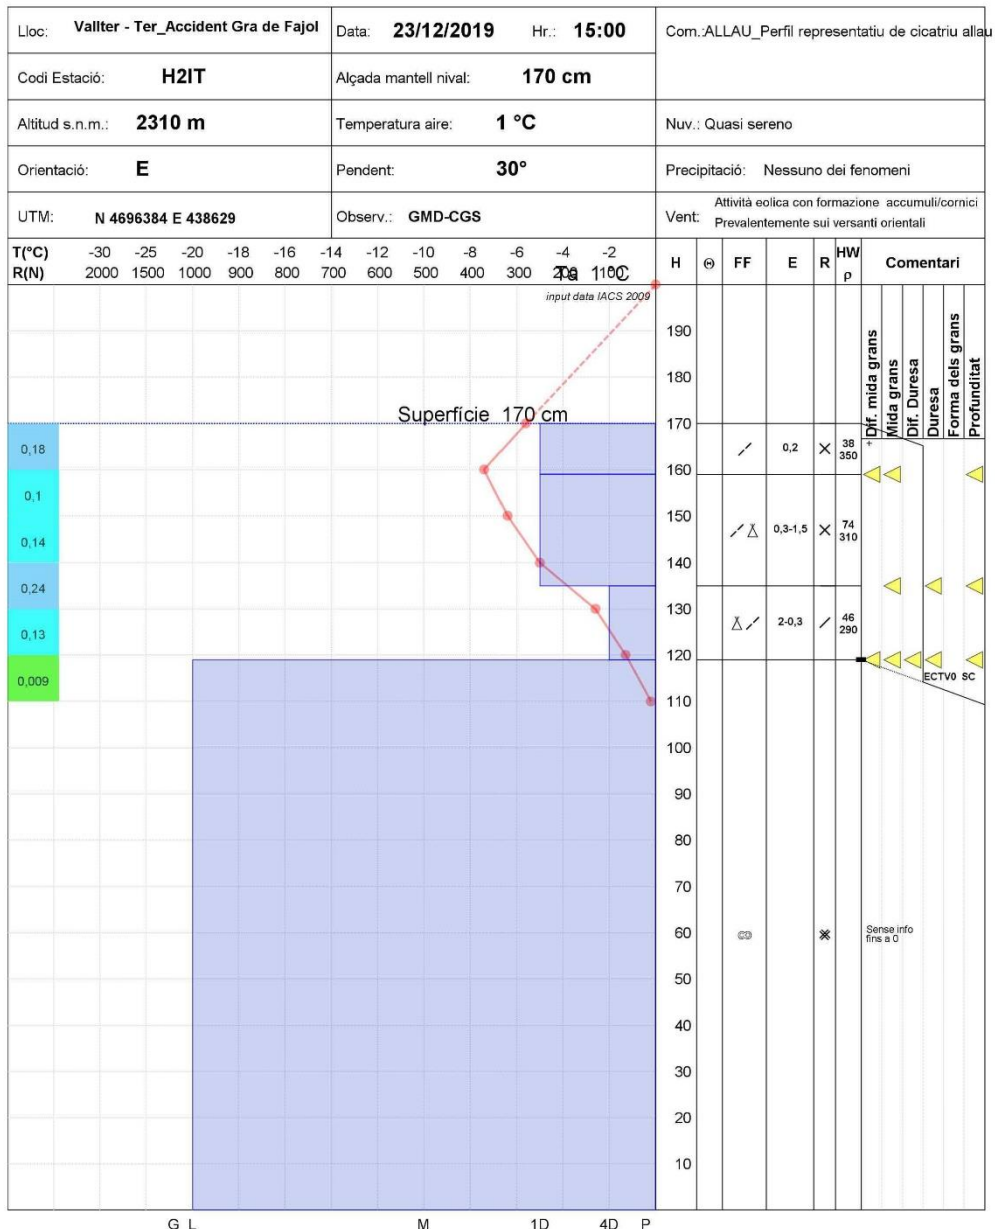 Lloc: Vallter - Ter_Accident Gra de Fajol Data: 23/12/2019 Hr.: 15:00 Com.:ALLAU_Perfil representatiu de cicatriu allau
Codi Estació: H2IT Alçada mantell nival: 170 cm
Altitud s.n.m.: 2310 m Temperatura aire: 1 °C Nuv.: Quasi sereno
Orientació: E Pendent: 30° Precipitació: Nessuno dei fenomeni
UTM: N 4696384 E 438629 Observ.: GMD-CGS Vent: Attività eolica con formazione accumuli/cornici
Prevalentemente sui versanti orientali
T(°C) -30 -25 -20 -18 -16 -14 -12 -10 -8 -6 -4 -2
R(N) 2000 1500 1000 900 800 700 600 500 400 300 200 100
H Θ FF E R HW ρ Comentari
Ta 1 °C
input data IACS 2009
Dif. mida grans
Mida grans
Dif. Duresa
Duresa
Forma dels grans
Profunditat
190
180
Superfície 170 cm 170
0,18 0,2 38 350 +
160
0,1
150
0,3-1,5 74 310
0,14
140
0,24
130
0,13 2-0,3 46 290
120
0,009 ECTV0 SC
110
100
90
80
70
60 Sense info
fins a 0
50
40
30
20
10
G L M 1D 4D P